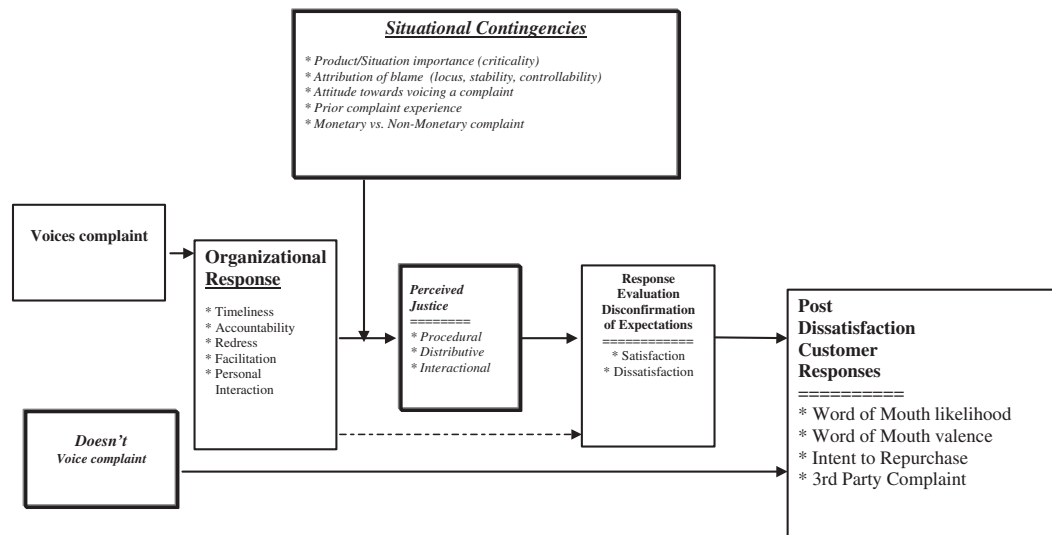 Situational Contingencies
* Product/Situation importance (criticality)
* Attribution of blame (locus, stability, controllability)
* Attitude towards voicing a complaint
* Prior complaint experience
* Monetary vs. Non-Monetary complaint
Voices complaint
Organizational
Response
* Timeliness
* Accountability
* Redress
* Facilitation
* Personal
Interaction
Perceived
Justice
========
* Procedural
* Distributive
* Interactional
Response
Evaluation
Disconfirmation
of Expectations
============
* Satisfaction
* Dissatisfaction
Post
Dissatisfaction
Customer
Responses
==========
* Word of Mouth likelihood
* Word of Mouth valence
* Intent to Repurchase
* 3rd Party Complaint
Doesn't
Voice complaint